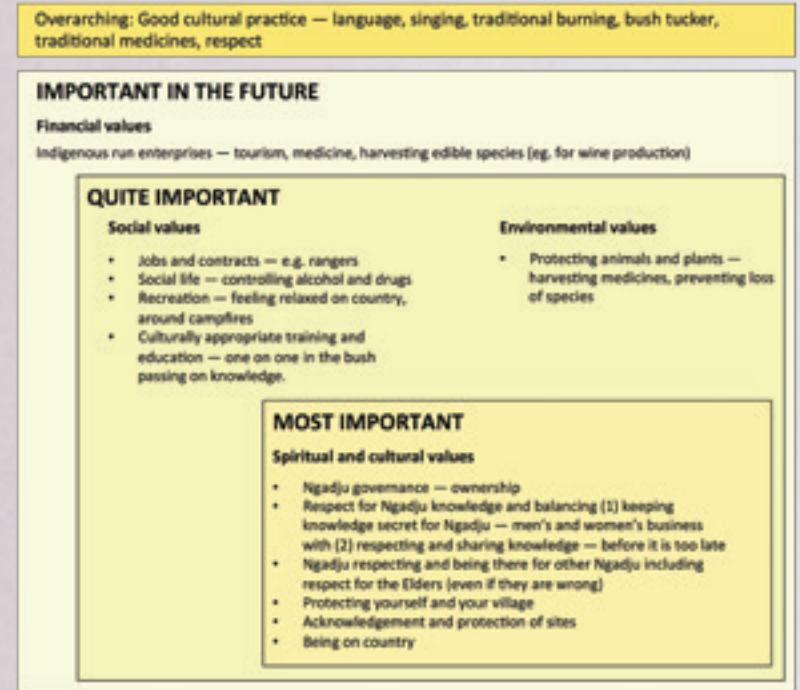 Overarching: Good cultural practice — language, singing, traditional burning, bush tucker,
traditional medicines, respect
IMPORTANT IN THE FUTURE
Financial values
Indigenous run enterprises — tourism, medicine, harvesting edible species (eg. for wine production)
QUITE IMPORTANT
Social values
• Jobs and contracts — e.g. rangers
• Social life — controlling alcohol and drugs
• Recreation — feeling relaxed on country,
around campfires
• Culturally appropriate training and
education — one on one in the bush
passing on knowledge.
Environmental values
• Protecting animals and plants —
harvesting medicines, preventing loss
of species
MOST IMPORTANT
Spiritual and cultural values
• Ngadju governance — ownership
• Respect for Ngadju knowledge and balancing (1) keeping
knowledge secret for Ngadju — men's and women's business
with (2) respecting and sharing knowledge — before it is too late
• Ngadju respecting and being there for other Ngadju including
respect for the Elders (even if they are wrong)
• Protecting yourself and your village
• Acknowledgement and protection of sites
• Being on country